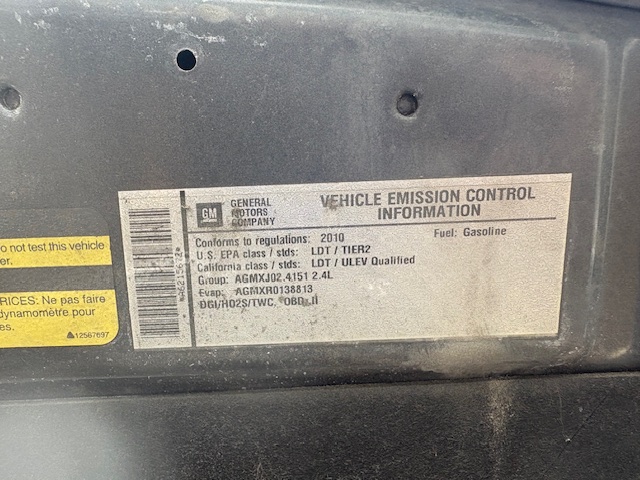 GM
GENERAL
MOTORS
COMPANY
VEHICLE EMISSION CONTROL
INFORMATION
Conforms to regulations: 2010
Fuel: Gasoline
U.S. EPA class / stds: LDT / TIER2
California class / stds: LDT / ULEV Qualified
Group: AGMXJ02.4151 2.4L
Evap: AGMXR0138813
DGI/HO2S/TWC, OBD: II
o not test this vehicle
er.
RICES: Ne pas faire
dynamomètre pour
es.
12567697